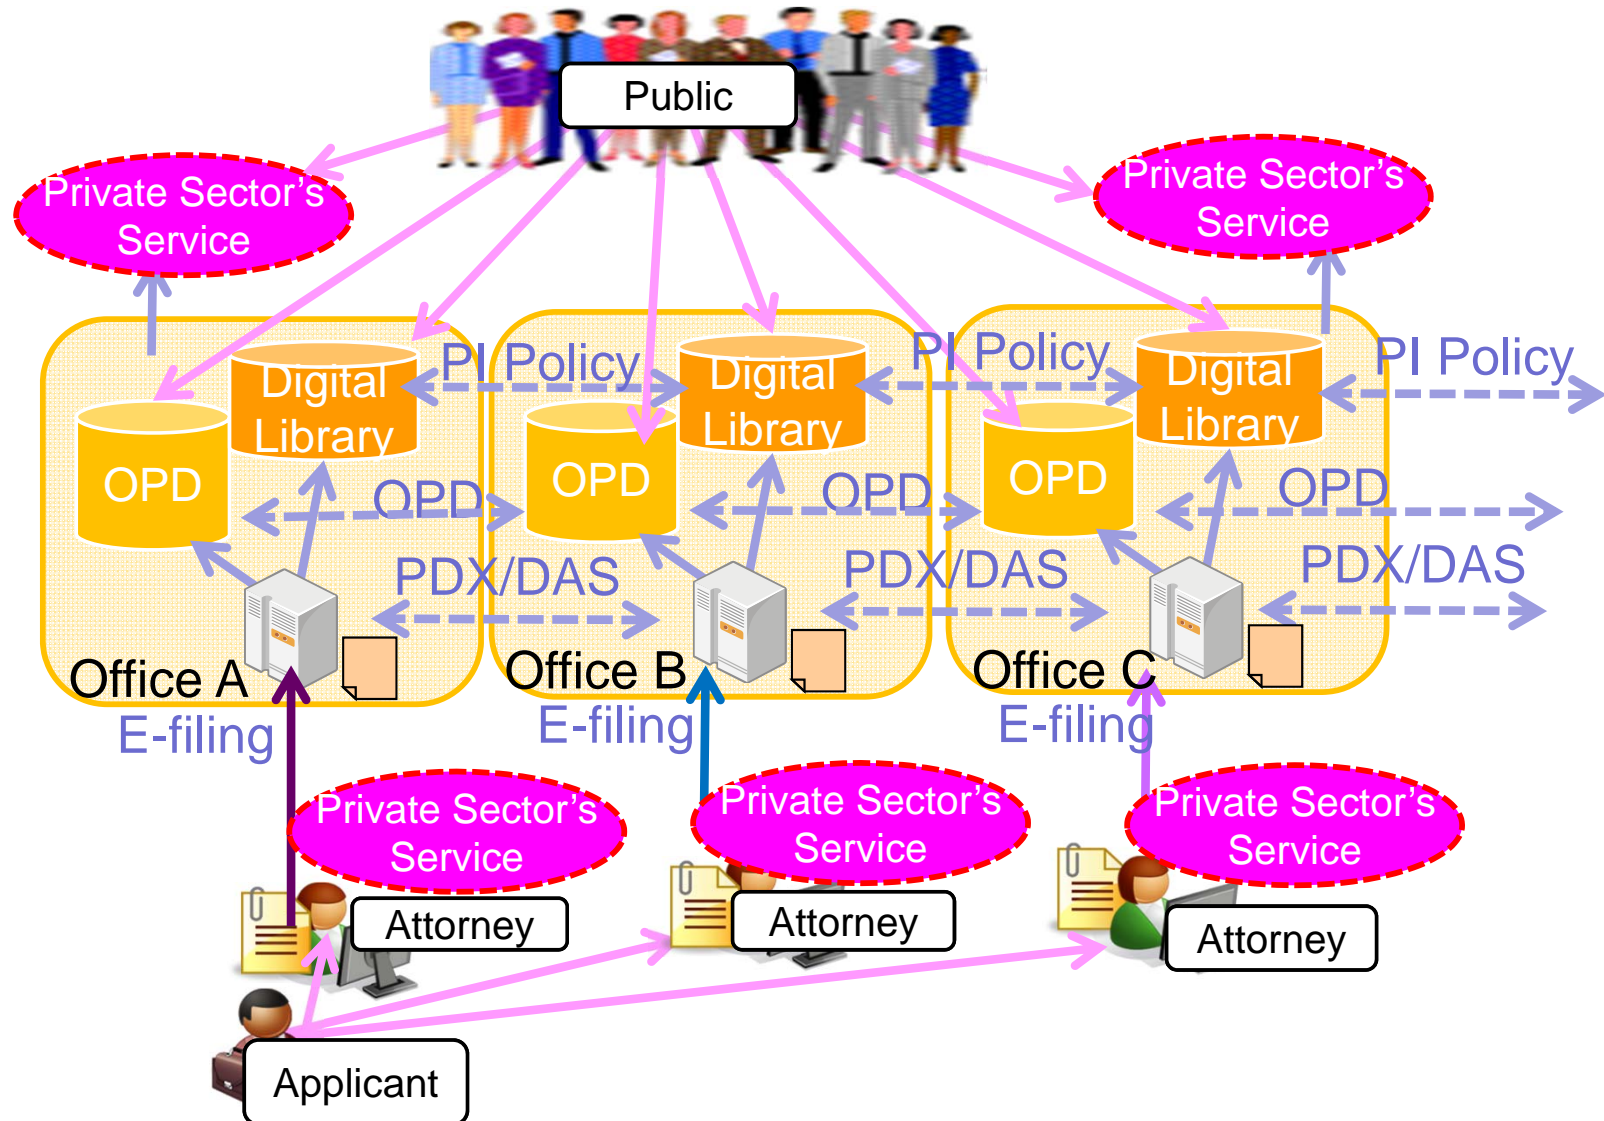 Public
Private Sector's
Service
Private Sector's
Service
PI Policy
PI Policy
PI Policy
Digital
Library
Digital
Library
Digital
Library
OPD
OPD
OPD
OPD
OPD
OPD
PDX/DAS
PDX/DAS
PDX/DAS
Office A
Office B
Office C
E-filing
E-filing
E-filing
Private Sector's
Service
Private Sector's
Service
Private Sector's
Service
Attorney
Attorney
Attorney
Applicant